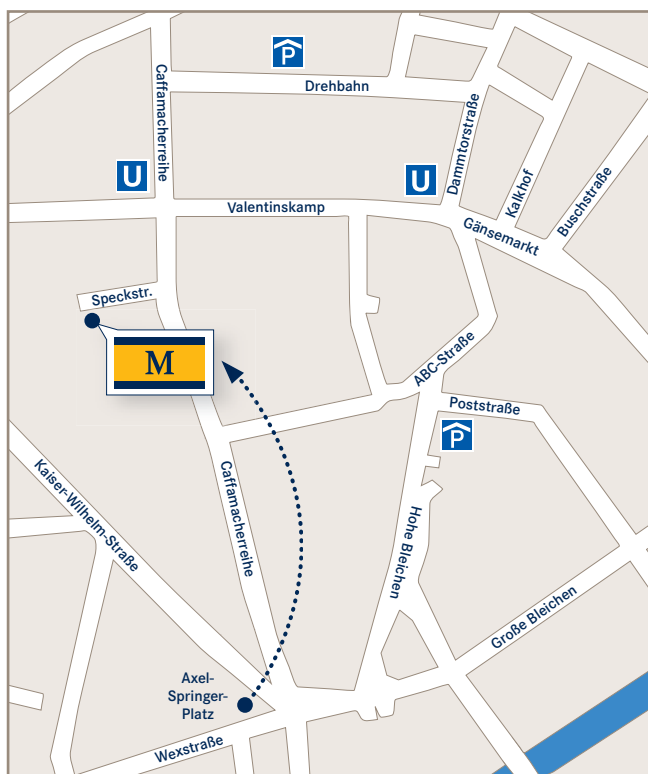 P
Drehbahn
Caffamacherreihe
Dammtorstraße
U
U
Kalkhof
Buschstraße
Valentinskamp
Gänsemarkt
Speckstr.
M
ABC-Straße
Poststraße
P
Kaiser-Wilhelm-Straße
Caffamacherreihe
Hohe Bleichen
Große Bleichen
Axel-
Springer-
Platz
Wexstraße